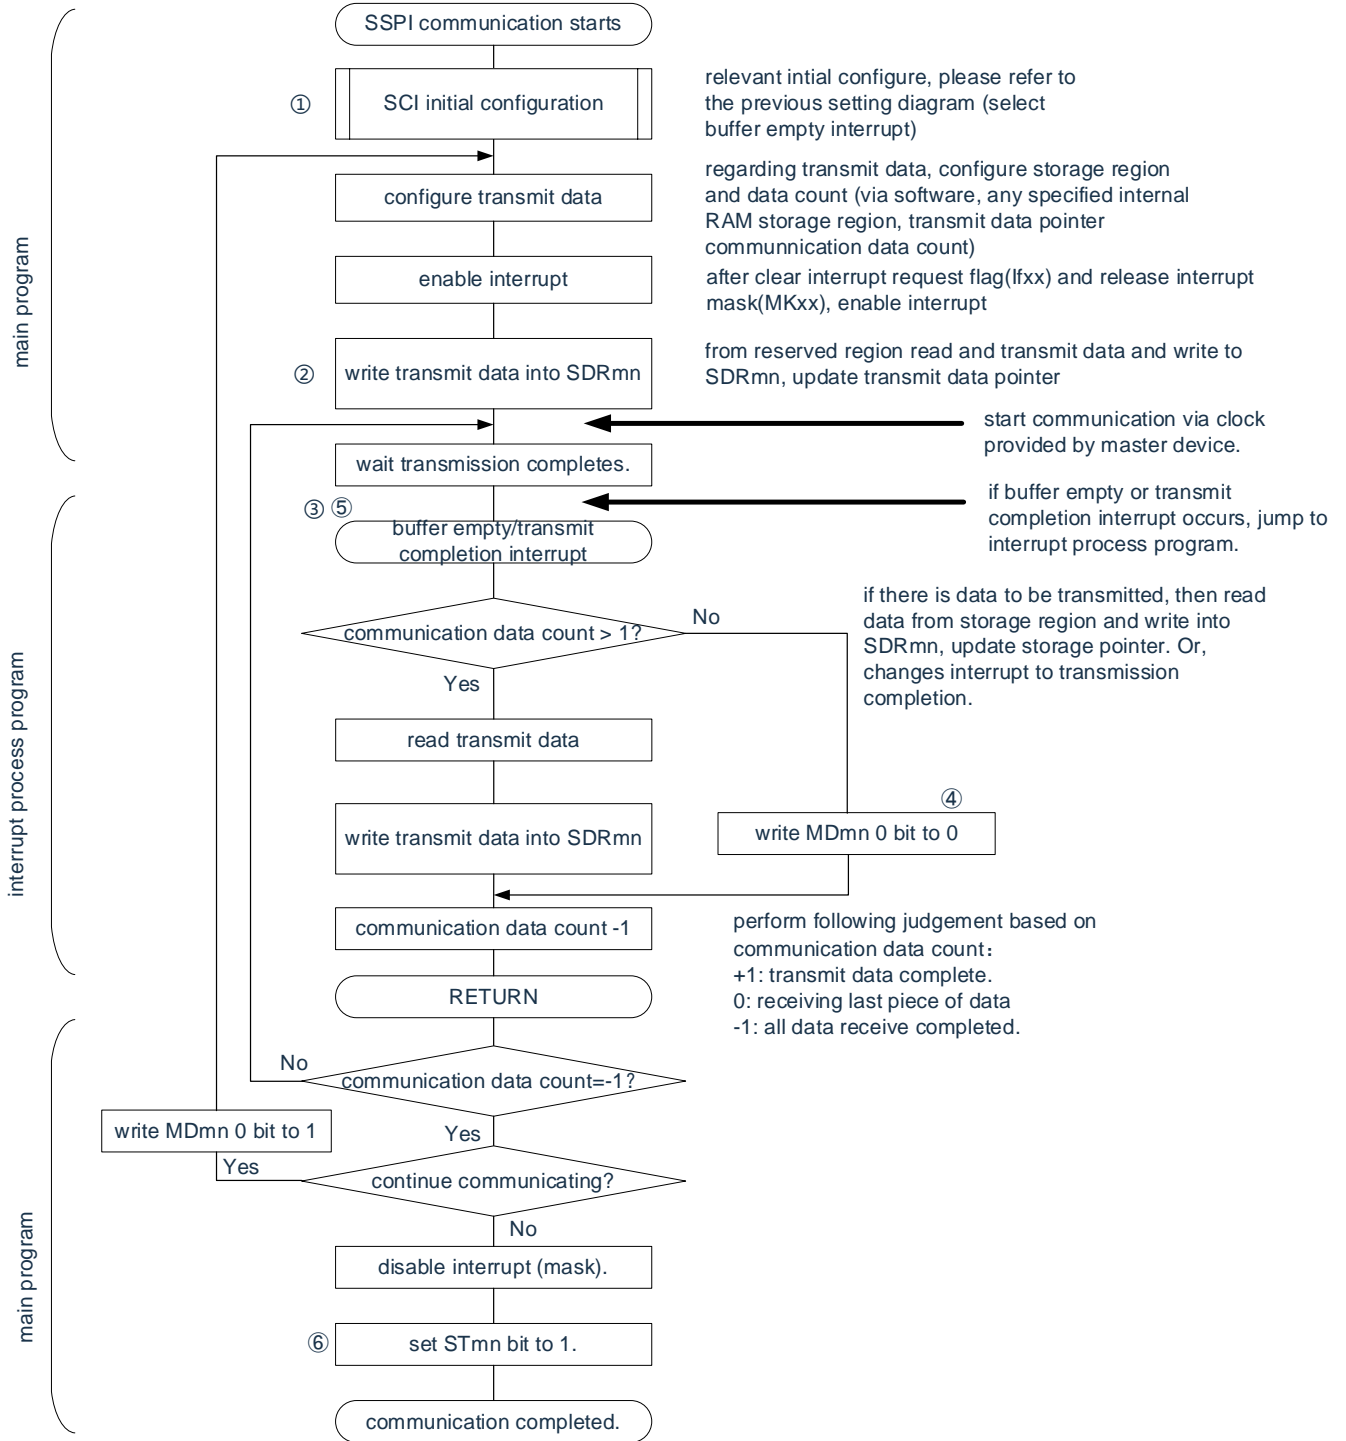 SSPI communication starts
①
SCI initial configuration
relevant intial configure, please refer to
the previous setting diagram (select
buffer empty interrupt)
configure transmit data
regarding transmit data, configure storage region
and data count (via software, any specified internal
RAM storage region, transmit data pointer
communnication data count)
enable interrupt
after clear interrupt request flag(Ifxx) and release interrupt
mask(MKxx), enable interrupt
main program
②
write transmit data into SDRmn
from reserved region read and transmit data and write to
SDRmn, update transmit data pointer
start communication via clock
provided by master device.
wait transmission completes.
③ ⑤
if buffer empty or transmit
completion interrupt occurs, jump to
interrupt process program.
buffer empty/transmit
completion interrupt
communication data count > 1?
No
Yes
if there is data to be transmitted, then read
data from storage region and write into
SDRmn, update storage pointer. Or,
changes interrupt to transmission
completion.
read transmit data
interrupt process program
write transmit data into SDRmn
④
write MDmn 0 bit to 0
communication data count -1
perform following judgement based on
communication data count：
+1: transmit data complete.
0: receiving last piece of data
-1: all data receive completed.
RETURN
No
communication data count=-1?
Yes
write MDmn 0 bit to 1
Yes
continue communicating?
No
disable interrupt (mask).
main program
⑥
set STmn bit to 1.
communication completed.